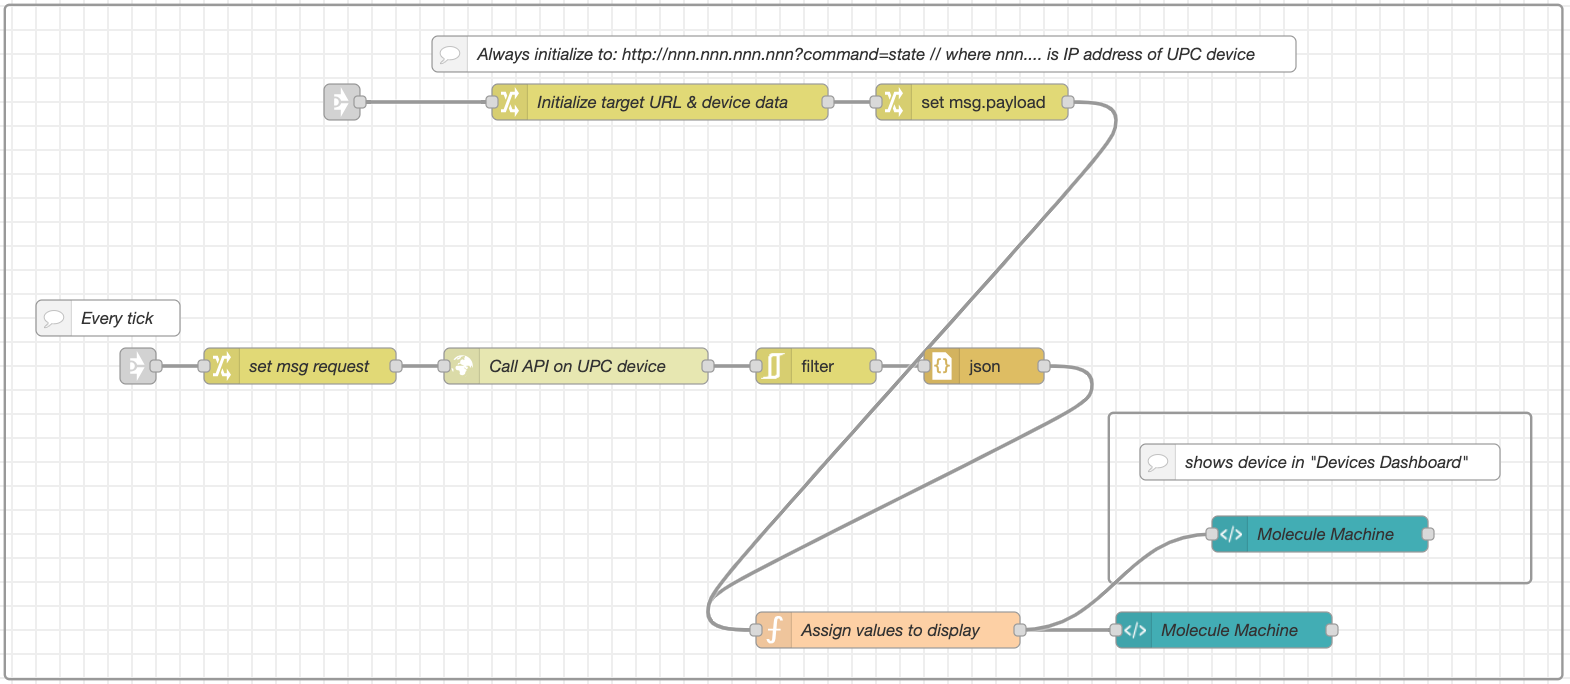 Always initialize to: http://nnn.nnn.nnn.nnn?command=state // where nnn.... is IP address of UPC device
Initialize target URL & device data
set msg.payload
Every tick
set msg request
Call API on UPC device
filter
{}
json
shows device in "Devices Dashboard"
</> Molecule Machine
Assign values to display
</> Molecule Machine